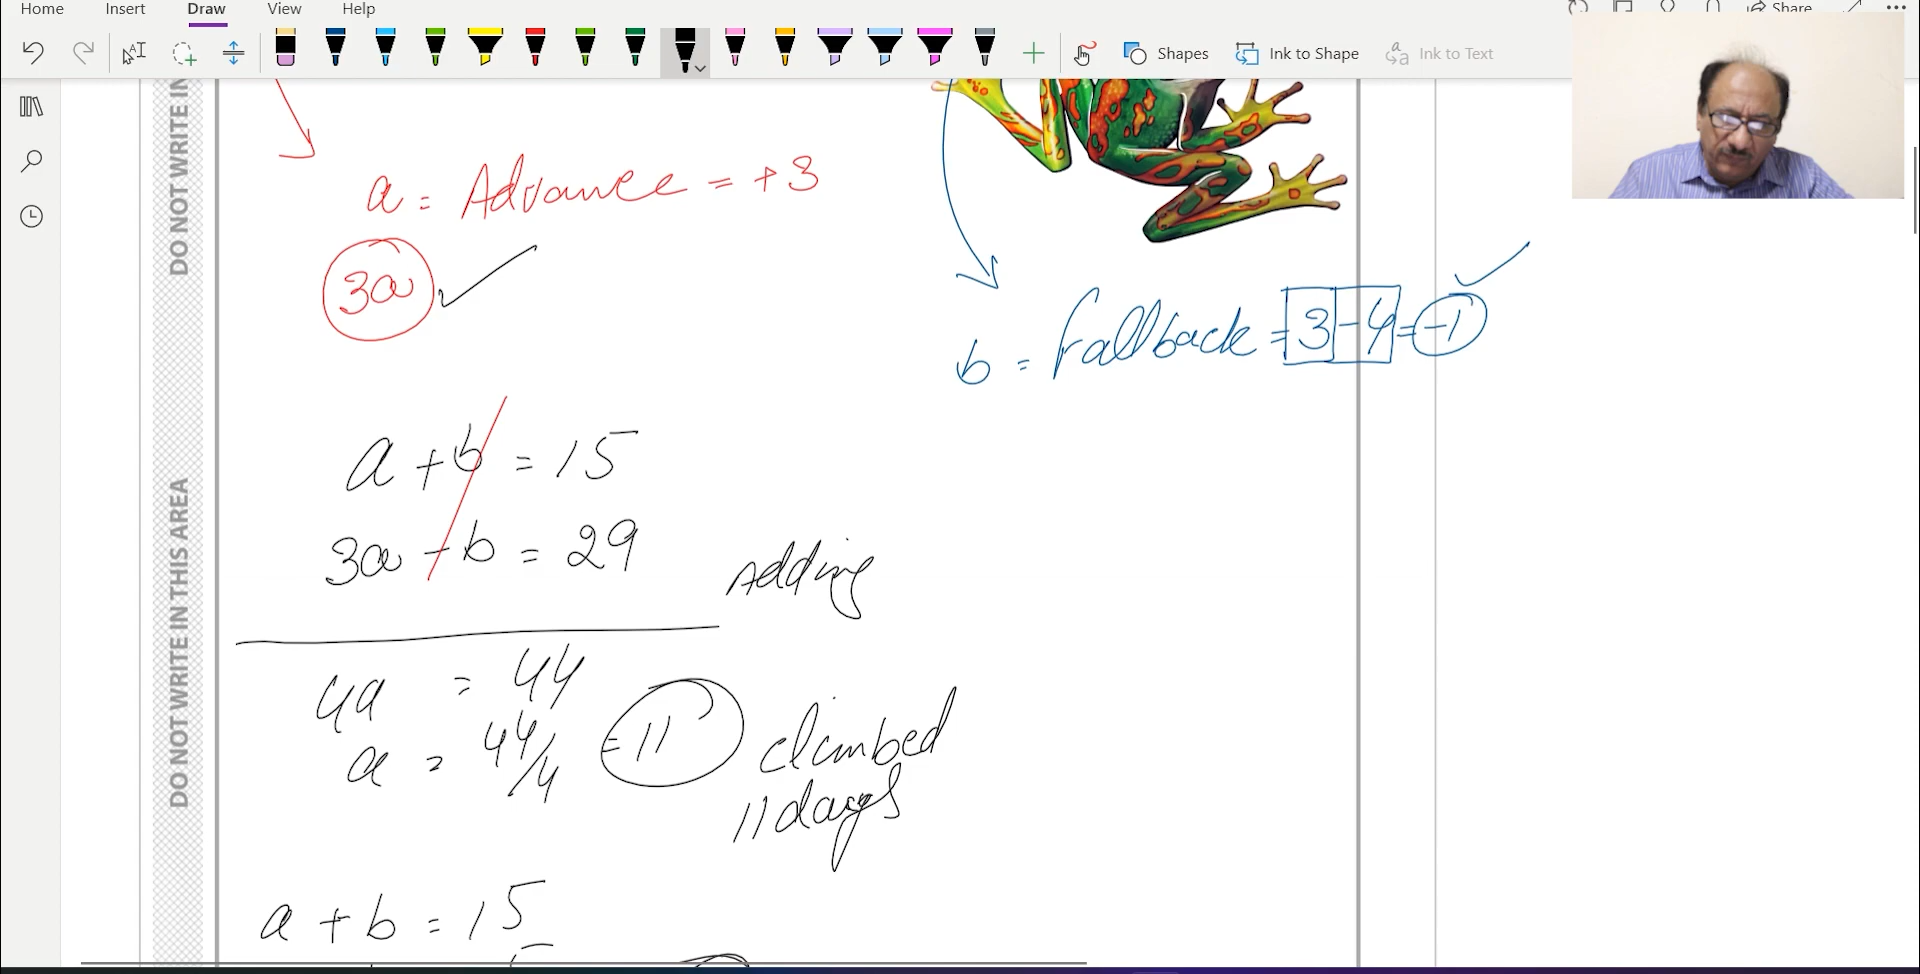 Home Insert Draw View Help Share
Shapes Ink to Shape Ink to Text
DO NOT WRITE IN
DO NOT WRITE IN THIS AREA
a = Advance = +3
3a
b = fallback = 3 - 4 = -1
a + b = 15
3a - b = 29
Adding
4a = 44
a = 44/4 = 11
climbed
11 days
a + b = 15